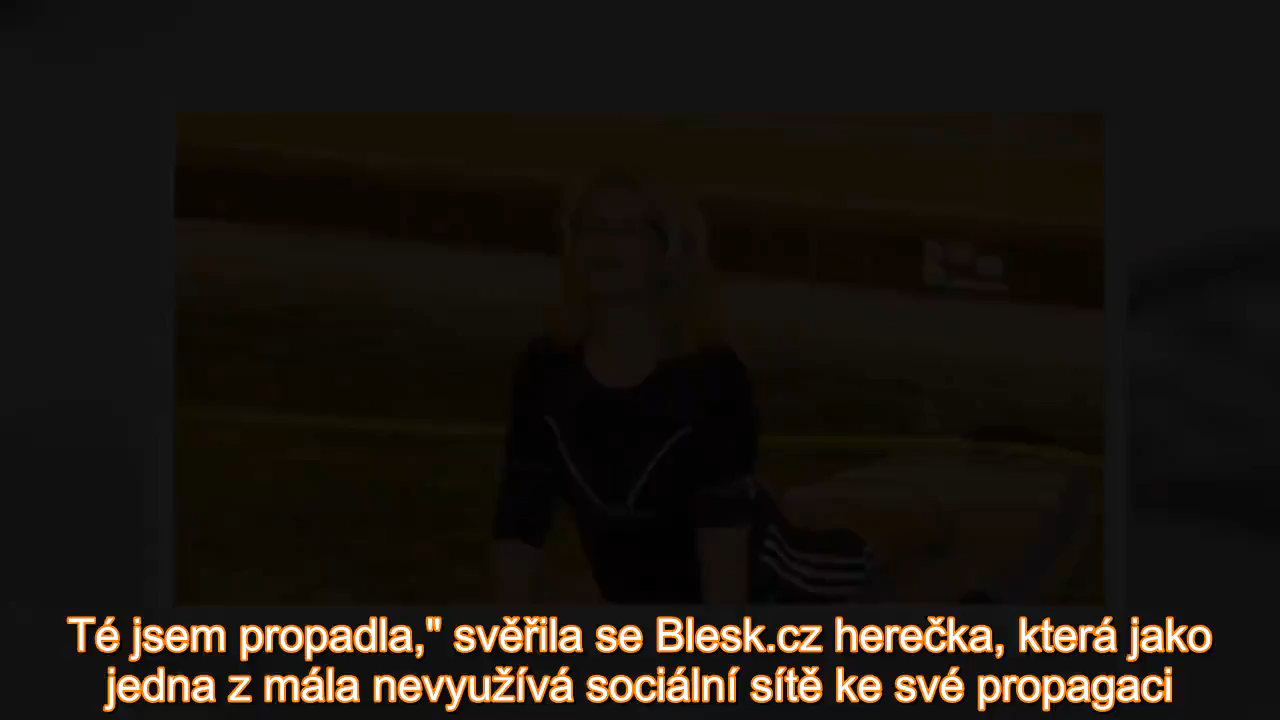 Té jsem propadla," svěřila se Blesk.cz herečka, která jako
jedna z mála nevyužívá sociální sítě ke své propagaci